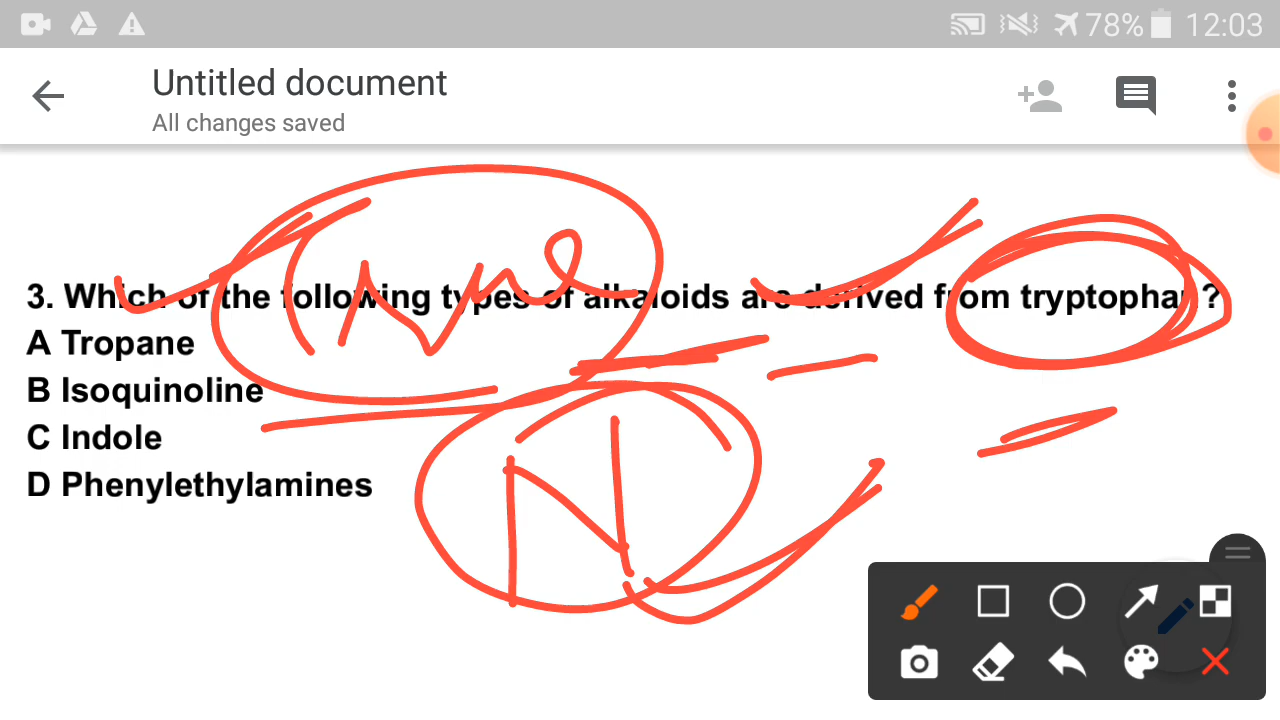 78% 12:03
Untitled document
All changes saved
3. Which of the following types of alkaloids are derived from tryptophan?
A Tropane
B Isoquinoline
C Indole
D Phenylethylamines
N